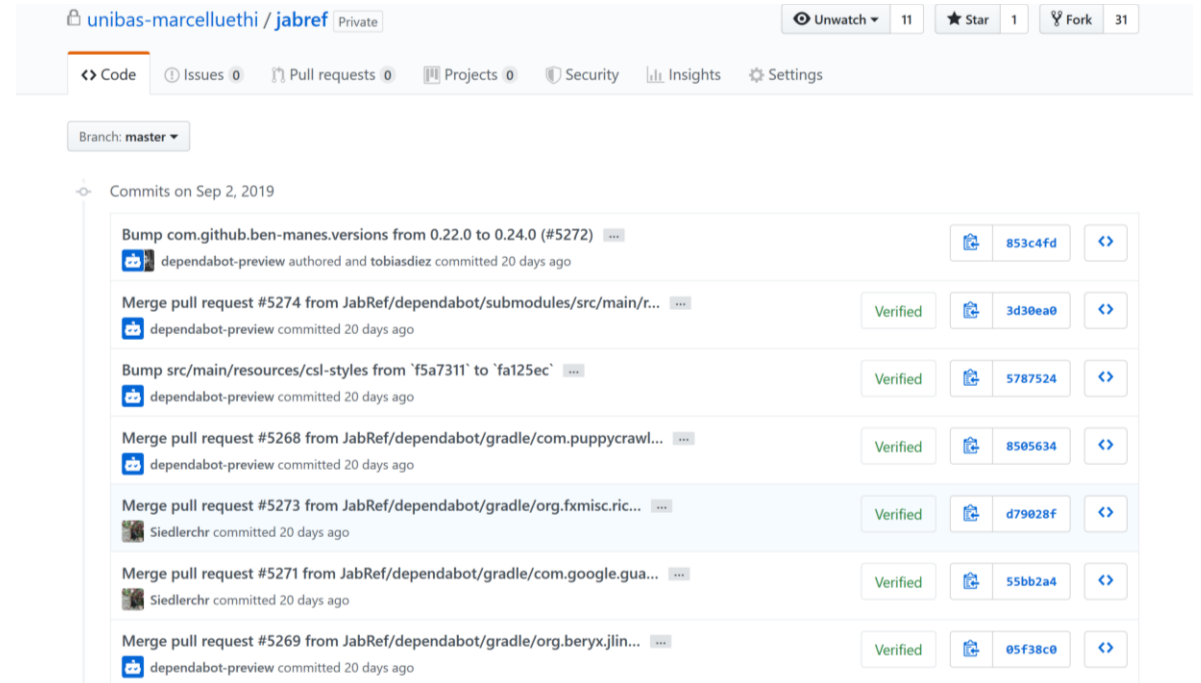 unibas-marcelluethi / jabref Private Unwatch 11 Star 1 Fork 31
Code Issues 0 Pull requests 0 Projects 0 Security Insights Settings
Branch: master
Commits on Sep 2, 2019
Bump com.github.ben-manes.versions from 0.22.0 to 0.24.0 (#5272) ...
853c4fd
dependabot-preview authored and tobiasdiez committed 20 days ago
Merge pull request #5274 from JabRef/dependabot/submodules/src/main/r... ...
Verified 3d30ea0
dependabot-preview committed 20 days ago
Bump src/main/resources/csl-styles from `f5a7311` to `fa125ec` ...
Verified 5787524
dependabot-preview committed 20 days ago
Merge pull request #5268 from JabRef/dependabot/gradle/com.puppycrawl... ...
Verified 8505634
dependabot-preview committed 20 days ago
Merge pull request #5273 from JabRef/dependabot/gradle/org.fxmisc.ric... ...
Verified d79028f
Siedlerchr committed 20 days ago
Merge pull request #5271 from JabRef/dependabot/gradle/com.google.gua... ...
Verified 55bb2a4
Siedlerchr committed 20 days ago
Merge pull request #5269 from JabRef/dependabot/gradle/org.beryx.jlin... ...
Verified 05f38c0
dependabot-preview committed 20 days ago